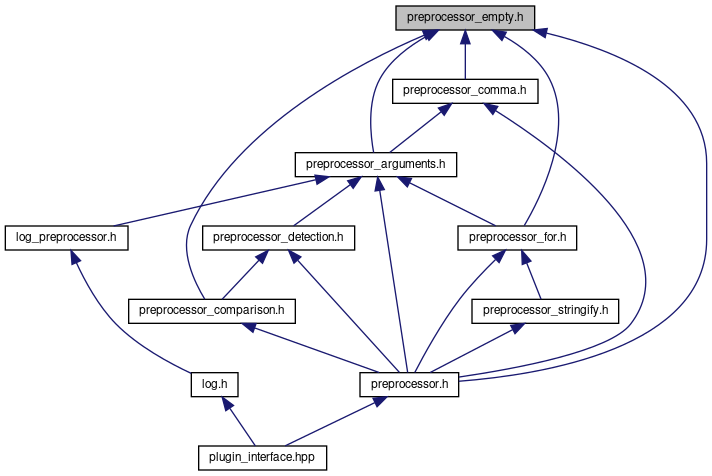 preprocessor_empty.h
preprocessor_comma.h
preprocessor_arguments.h
log_preprocessor.h
preprocessor_detection.h
preprocessor_for.h
preprocessor_comparison.h
preprocessor_stringify.h
log.h
preprocessor.h
plugin_interface.hpp